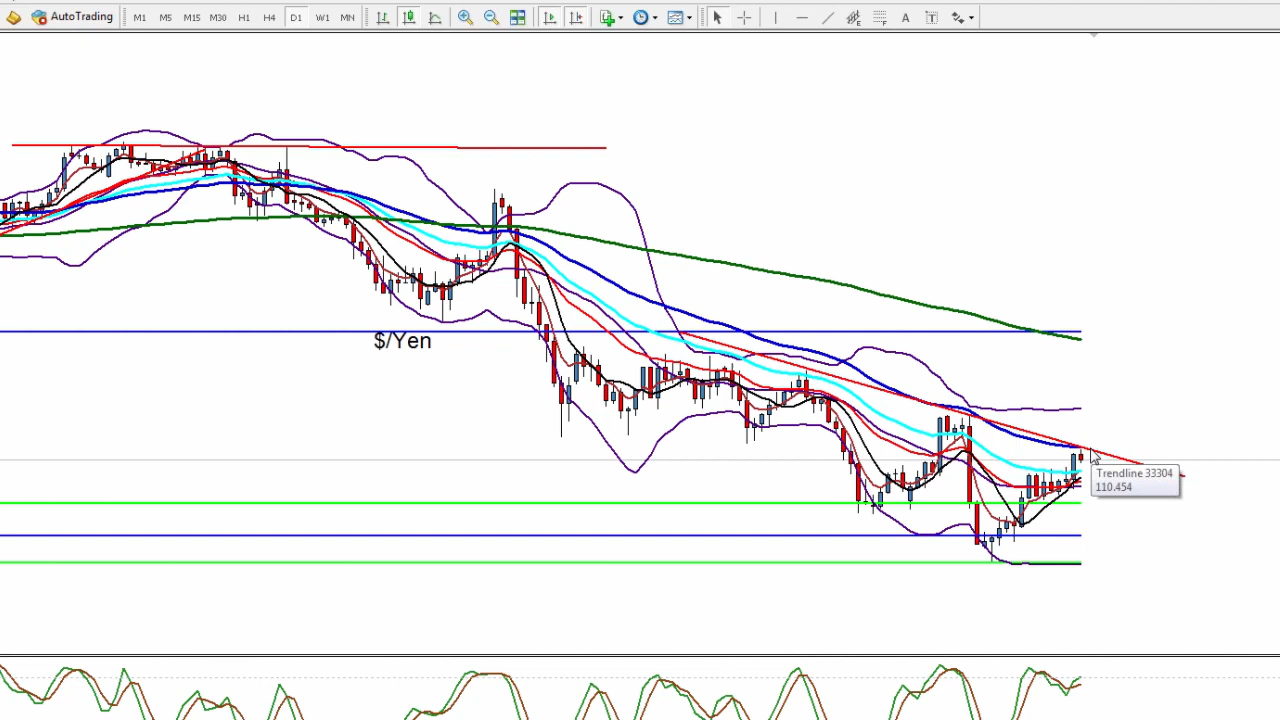 AutoTrading M1 M5 M15 M30 H1 H4 D1 W1 MN E F A T
$/Yen
Trendline 33304
110.454